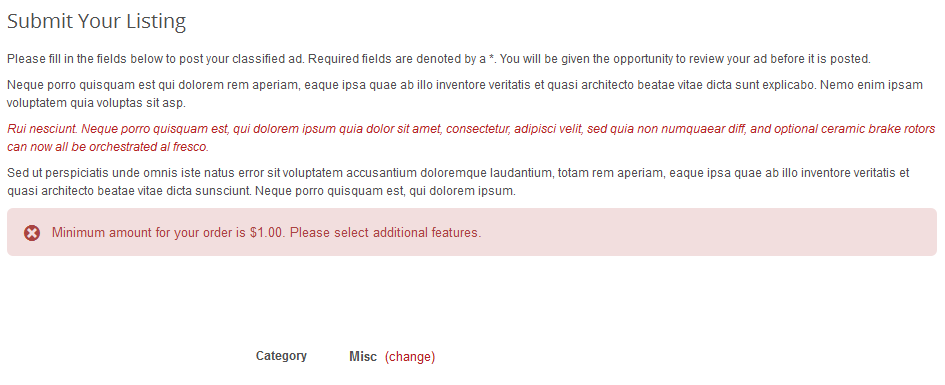 Submit Your Listing
Please fill in the fields below to post your classified ad. Required fields are denoted by a *. You will be given the opportunity to review your ad before it is posted.
Neque porro quisquam est qui dolorem rem aperiam, eaque ipsa quae ab illo inventore veritatis et quasi architecto beatae vitae dicta sunt explicabo. Nemo enim ipsam
voluptatem quia voluptas sit asp.
Rui nesciunt. Neque porro quisquam est, qui dolorem ipsum quia dolor sit amet, consectetur, adipisci velit, sed quia non numquaear diff, and optional ceramic brake rotors
can now all be orchestrated al fresco.
Sed ut perspiciatis unde omnis iste natus error sit voluptatem accusantium doloremque laudantium, totam rem aperiam, eaque ipsa quae ab illo inventore veritatis et
quasi architecto beatae vitae dicta sunsciunt. Neque porro quisquam est, qui dolorem ipsum.
Minimum amount for your order is $1.00. Please select additional features.
Category Misc (change)